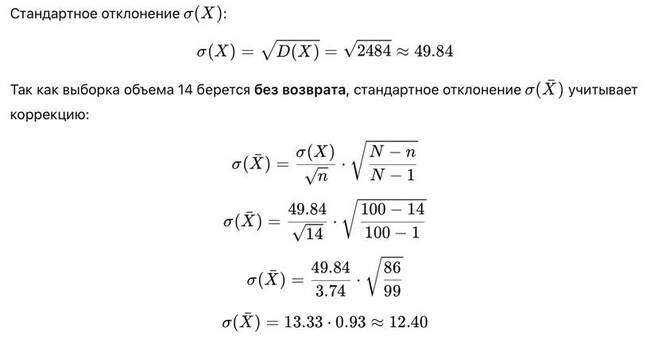 Стандартное отклонение σ(X):
σ(X) = √D(X) = √2484 ≈ 49.84
Так как выборка объема 14 берется без возврата, стандартное отклонение σ(X̄) учитывает
коррекцию:
σ(X̄) = σ(X)/√n · √((N − n)/(N − 1))
σ(X̄) = 49.84/√14 · √((100 − 14)/(100 − 1))
σ(X̄) = 49.84/3.74 · √(86/99)
σ(X̄) = 13.33 · 0.93 ≈ 12.40